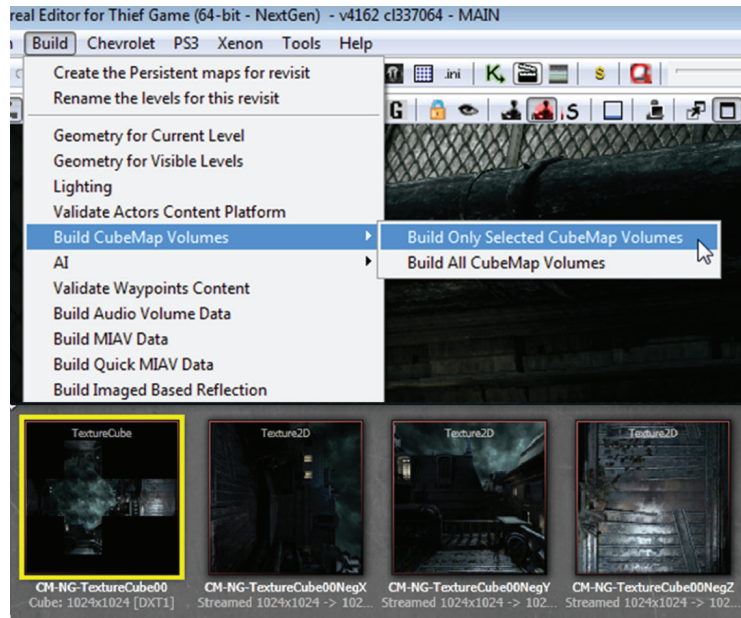 real Editor for Thief Game (64-bit - NextGen) - v4162 cl337064 - MAIN
Build Chevrolet PS3 Xenon Tools Help
Create the Persistent maps for revisit
.ini K S
Rename the levels for this revisit
G S
Geometry for Current Level
Geometry for Visible Levels
Lighting
Validate Actors Content Platform
Build CubeMap Volumes
Build Only Selected CubeMap Volumes
AI
Build All CubeMap Volumes
Validate Waypoints Content
Build Audio Volume Data
Build MIAV Data
Build Quick MIAV Data
Build Imaged Based Reflection
TextureCube Texture2D Texture2D Texture2D
CM-NG-TextureCube00 CM-NG-TextureCube00NegX CM-NG-TextureCube00NegY CM-NG-TextureCube00NegZ
Cube: 1024x1024 [DXT1] Streamed 1024x1024 -> 102... Streamed 1024x1024 -> 102... Streamed 1024x1024 -> 102...